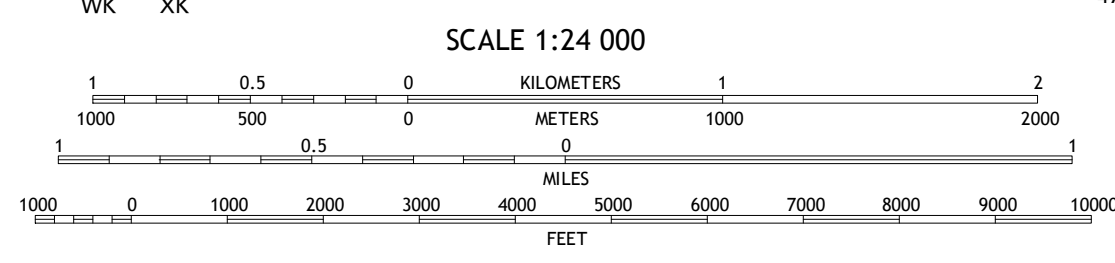 WK XK
SCALE 1:24 000
1 0.5 0 KILOMETERS 1 2
1000 500 0 METERS 1000 2000
1 0.5 0 1
MILES
1000 0 1000 2000 3000 4000 5000 6000 7000 8000 9000 10000
FEET